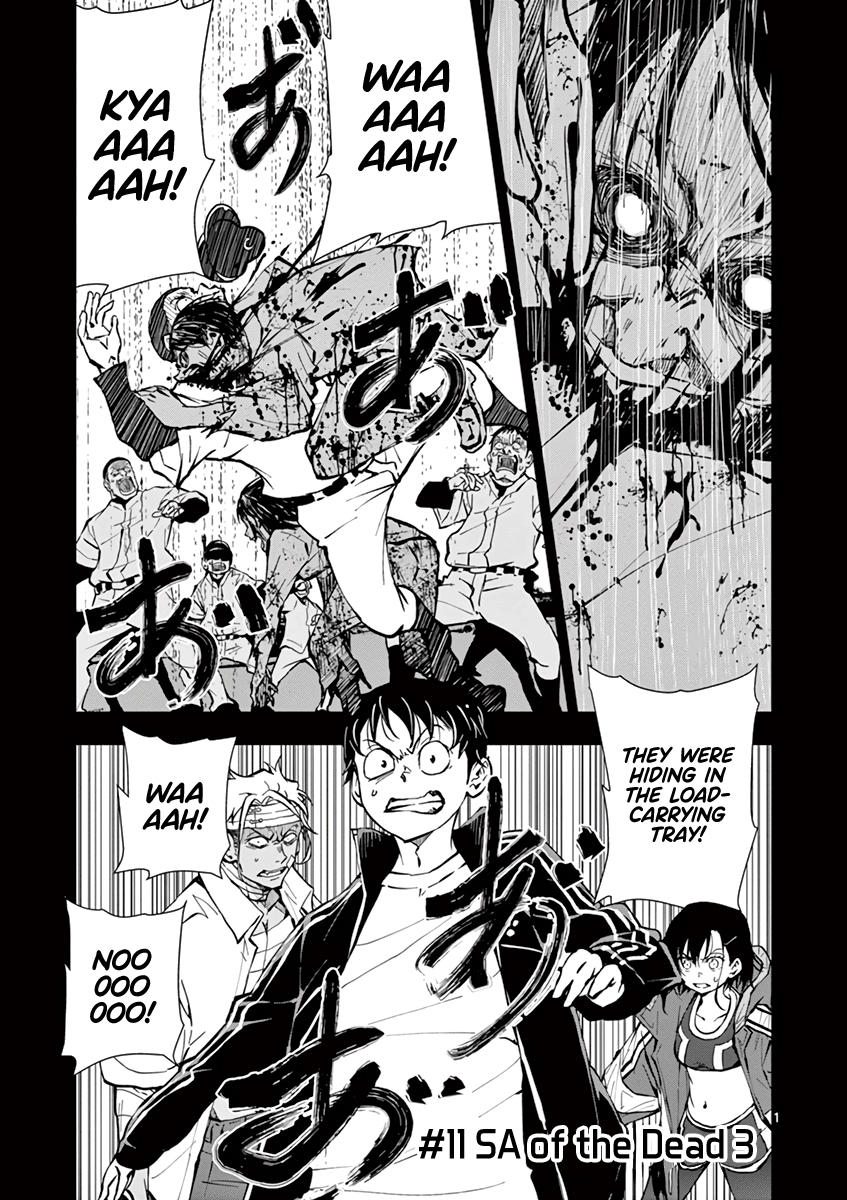 WAA
AAA
AAH!
あ゛
KYA
AAA
AAH!
あ゛
あ゛
THEY WERE
HIDING IN
THE LOAD-
CARRYING
TRAY!
WAA
AAH!
あ゛
NOO
OOO
OOO!
あ゛
#11 SA of the Dead 3
1